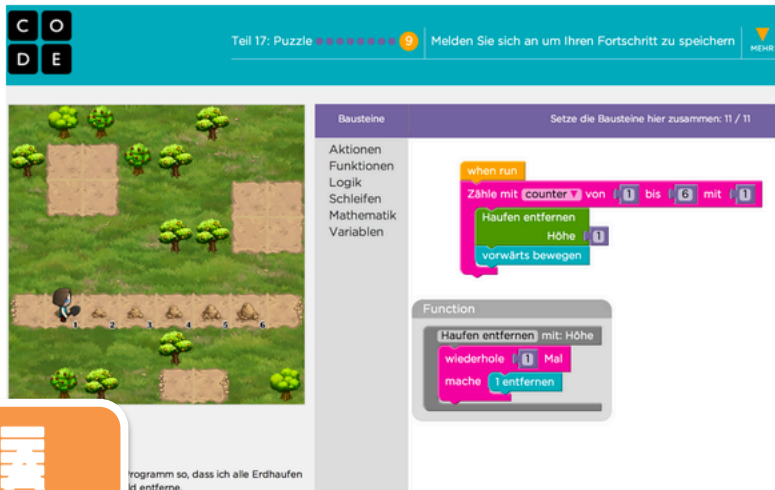 C O
D E
Teil 17: Puzzle 9 Melden Sie sich an um Ihren Fortschritt zu speichern MEHR
Bausteine Setze die Bausteine hier zusammen: 11 / 11
Aktionen
Funktionen
Logik
Schleifen
Mathematik
Variablen
when run
Zähle mit counter von 1 bis 6 mit 1
Haufen entfernen
Höhe 1
vorwärts bewegen
1 2 3 4 5 6
Function
Haufen entfernen mit: Höhe
wiederhole 1 Mal
mache 1 entfernen
Programm so, dass ich alle Erdhaufen
entferne.